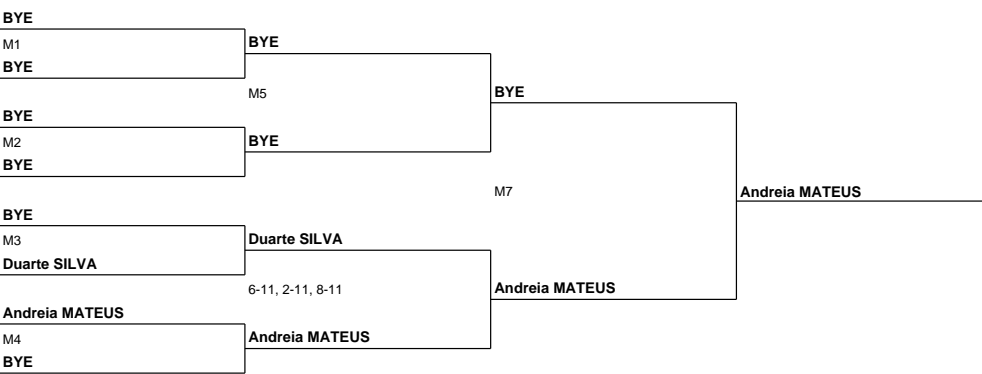 BYE
M1
BYE
BYE
M5
BYE
BYE
M2
BYE
BYE
M7
Andreia MATEUS
BYE
M3
Duarte SILVA
Duarte SILVA
6-11, 2-11, 8-11
Andreia MATEUS
Andreia MATEUS
M4
Andreia MATEUS
BYE